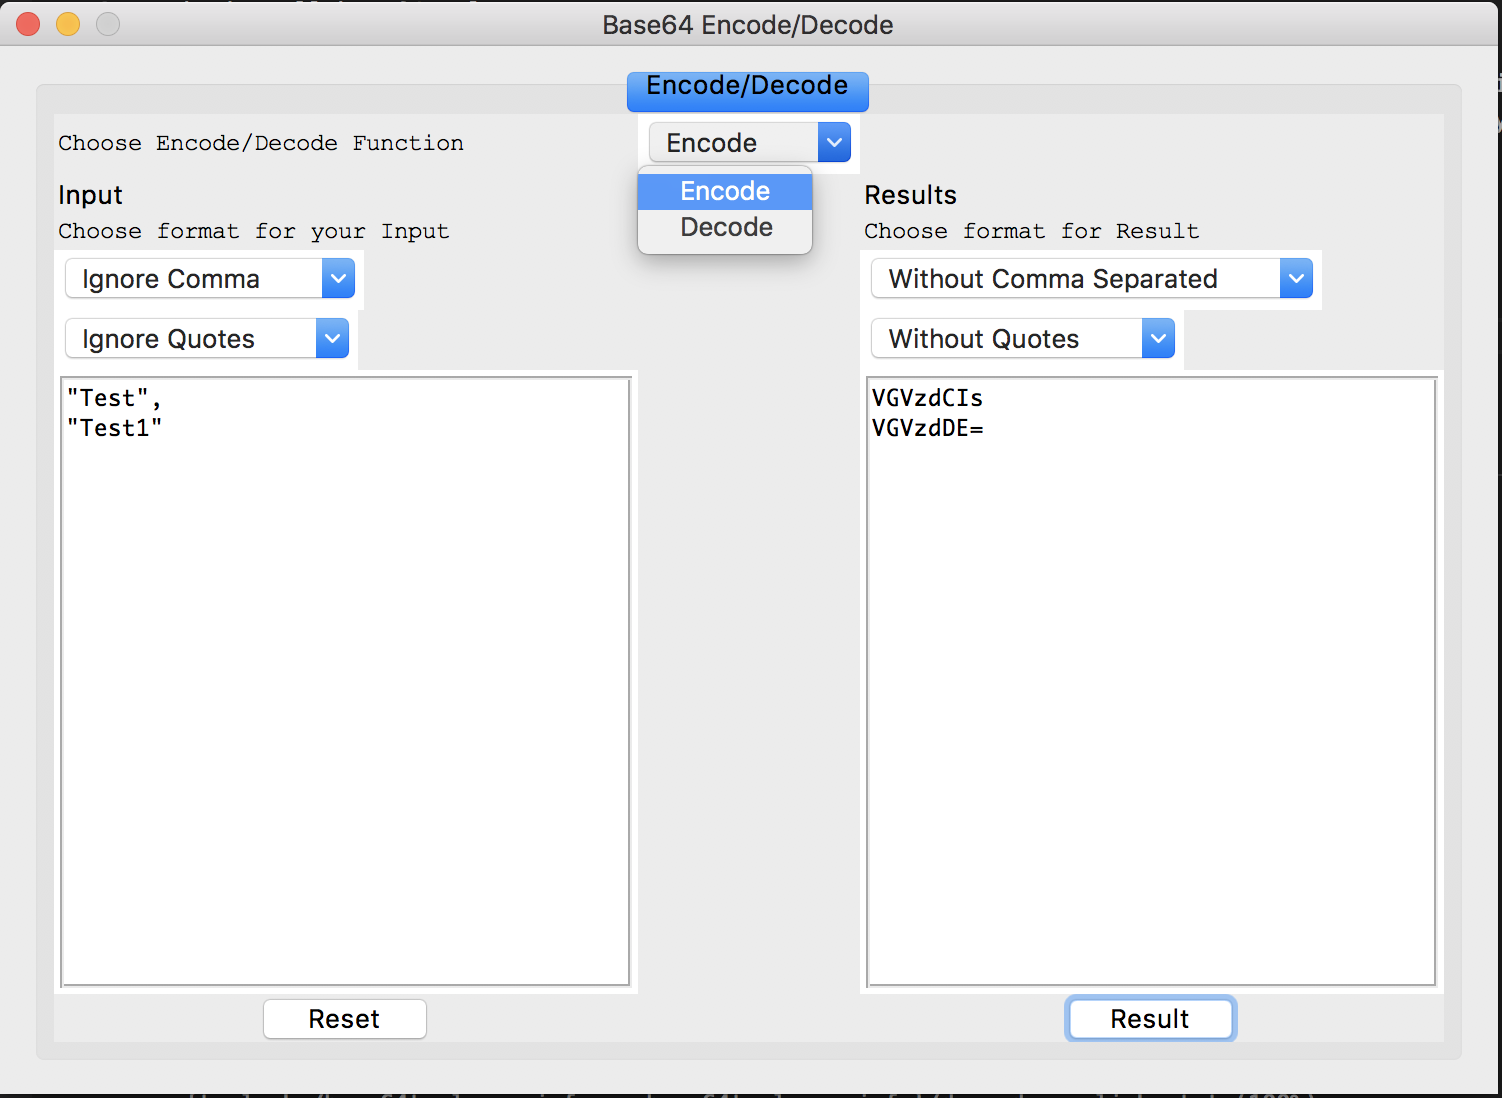 Base64 Encode/Decode
Encode/Decode
Choose Encode/Decode Function
Encode
Encode
Decode
Input
Choose format for your Input
Ignore Comma
Ignore Quotes
"Test",
"Test1"
Reset
Results
Choose format for Result
Without Comma Separated
Without Quotes
VGVzdCIs
VGVzdDE=
Result